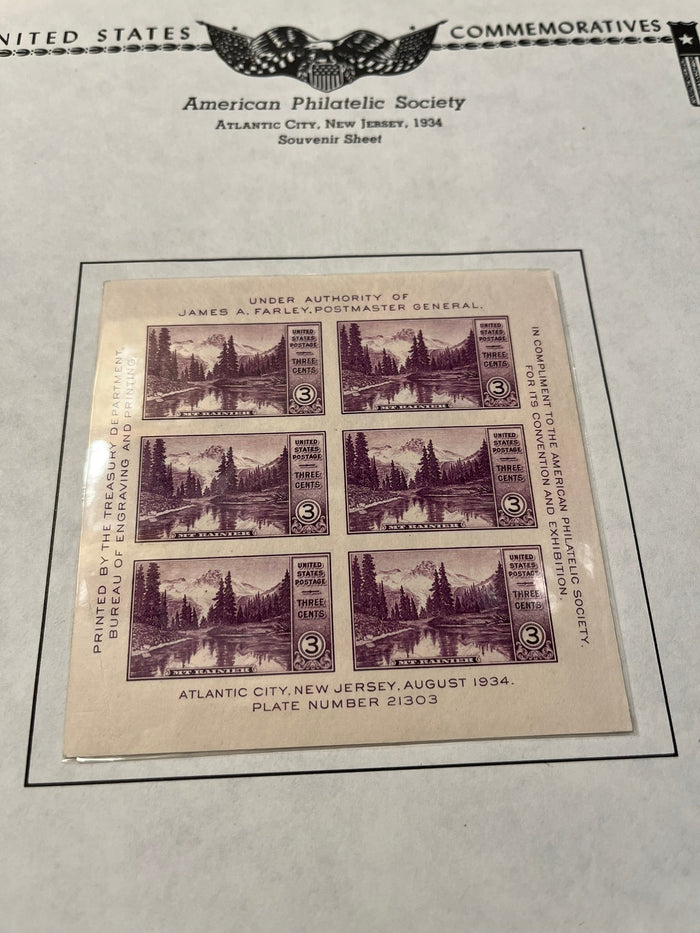 UNITED STATES COMMEMORATIVES
American Philatelic Society
ATLANTIC CITY, NEW JERSEY, 1934
Souvenir Sheet
UNDER AUTHORITY OF
JAMES A. FARLEY, POSTMASTER GENERAL.
PRINTED BY THE TREASURY DEPARTMENT,
BUREAU OF ENGRAVING AND PRINTING.
IN COMPLIMENT TO THE AMERICAN PHILATELIC SOCIETY.
FOR ITS CONVENTION AND EXHIBITION.
UNITED
STATES
POSTAGE
THREE
CENTS
3
MT. RAINIER
UNITED
STATES
POSTAGE
THREE
CENTS
3
MT. RAINIER
UNITED
STATES
POSTAGE
THREE
CENTS
3
MT. RAINIER
UNITED
STATES
POSTAGE
THREE
CENTS
3
MT. RAINIER
UNITED
STATES
POSTAGE
THREE
CENTS
3
MT. RAINIER
UNITED
STATES
POSTAGE
THREE
CENTS
3
MT. RAINIER
ATLANTIC CITY, NEW JERSEY, AUGUST 1934.
PLATE NUMBER 21303